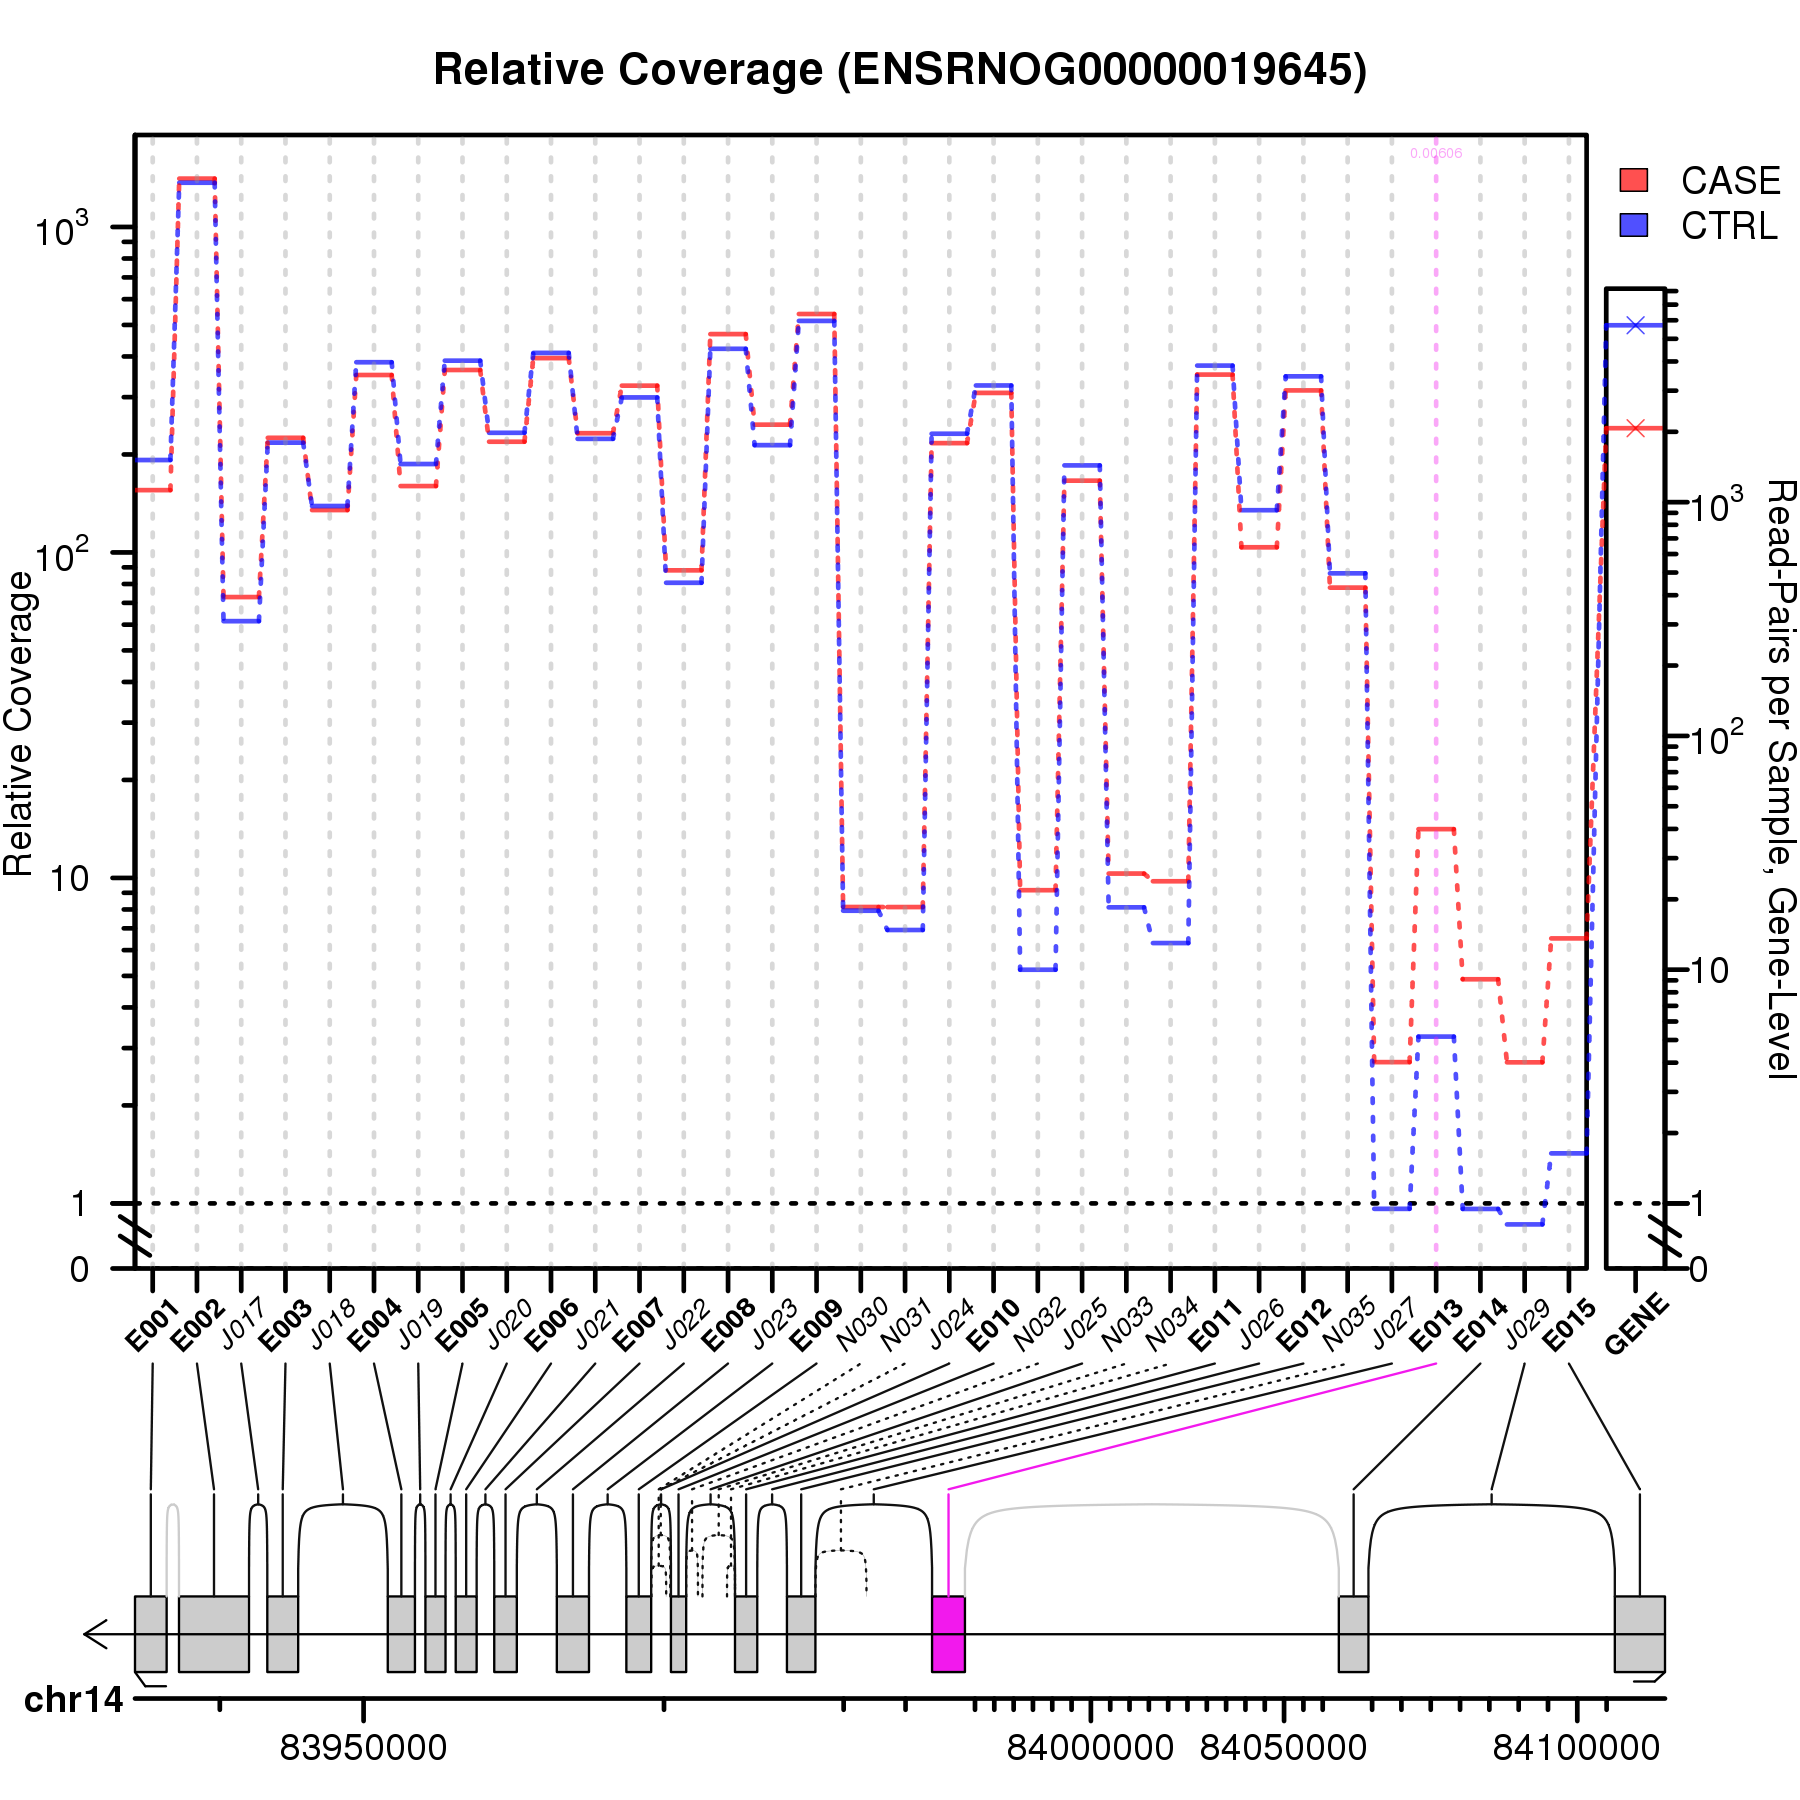 Relative Coverage (ENSRNOG00000019645)
0.00606
CASE
CTRL
Relative Coverage
10³
10²
10
1
0
10³
10²
10
1
0
Read-Pairs per Sample, Gene-Level
E001 E002 J017 E003 J018 E004 J019 E005 J020 E006 J021 E007 J022 E008 J023 E009 N030 N031 J024 E010 N032 J025 N033 N034 E011 J026 E012 N035 J027 E013 E014 J029 E015 GENE
chr14
83950000 84000000 84050000 84100000